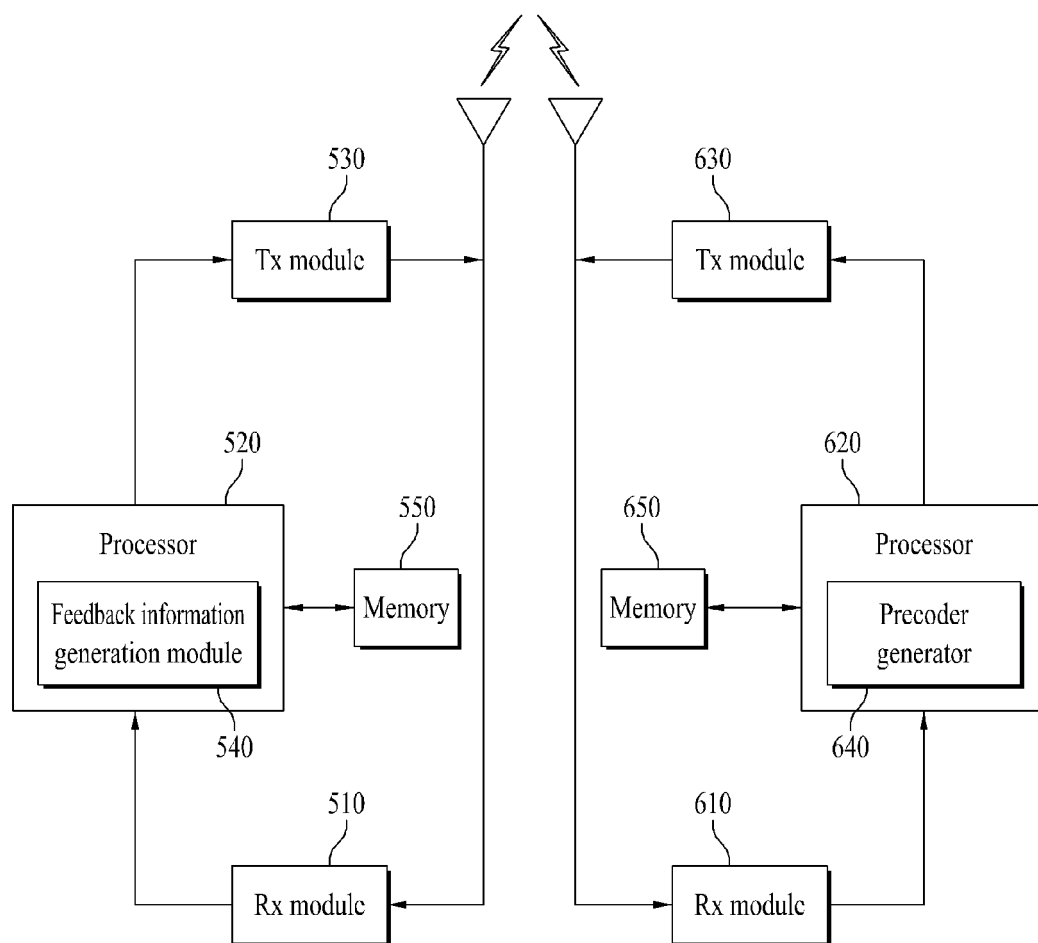 530
630
Tx module
Tx module
520
620
550
650
Processor
Processor
Memory
Memory
Feedback information
generation module
Precoder
generator
540
640
510
610
Rx module
Rx module